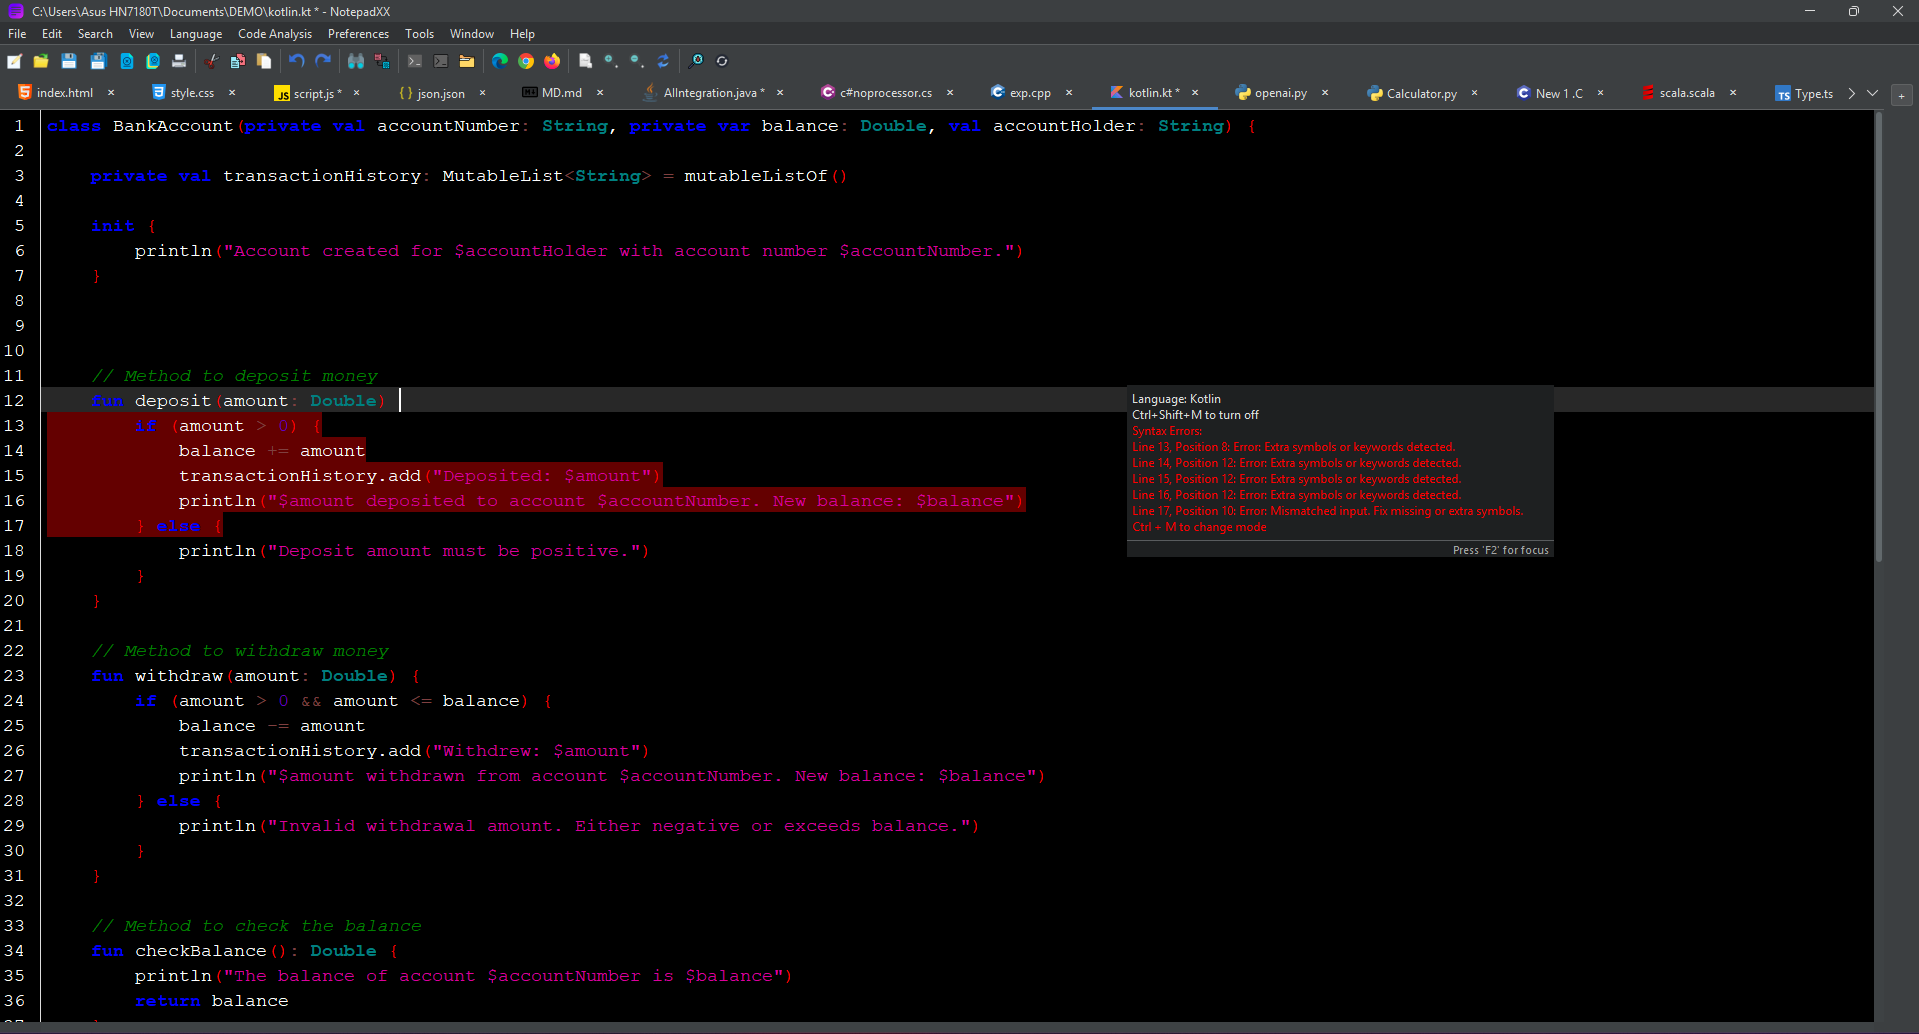 C:\Users\Asus HN7180T\Documents\DEMO\kotlin.kt * - NotepadXX
File Edit Search View Language Code Analysis Preferences Tools Window Help
index.html × style.css × script.js * × json.json × MD.md × AIIntegration.java * × c#noprocessor.cs × exp.cpp × kotlin.kt * × openai.py × Calculator.py × New 1 .C × scala.scala × Type.ts
1 class BankAccount(private val accountNumber: String, private var balance: Double, val accountHolder: String) {
2
3 private val transactionHistory: MutableList<String> = mutableListOf()
4
5 init {
6 println("Account created for $accountHolder with account number $accountNumber.")
7 }
8
9
10
11 // Method to deposit money
12 fun deposit(amount: Double)
13 if (amount > 0) {
14 balance += amount
15 transactionHistory.add("Deposited: $amount")
16 println("$amount deposited to account $accountNumber. New balance: $balance")
17 } else {
18 println("Deposit amount must be positive.")
19 }
20 }
21
22 // Method to withdraw money
23 fun withdraw(amount: Double) {
24 if (amount > 0 && amount <= balance) {
25 balance -= amount
26 transactionHistory.add("Withdrew: $amount")
27 println("$amount withdrawn from account $accountNumber. New balance: $balance")
28 } else {
29 println("Invalid withdrawal amount. Either negative or exceeds balance.")
30 }
31 }
32
33 // Method to check the balance
34 fun checkBalance(): Double {
35 println("The balance of account $accountNumber is $balance")
36 return balance
Language: Kotlin
Ctrl+Shift+M to turn off
Syntax Errors:
Line 13, Position 8: Error: Extra symbols or keywords detected.
Line 14, Position 12: Error: Extra symbols or keywords detected.
Line 15, Position 12: Error: Extra symbols or keywords detected.
Line 16, Position 12: Error: Extra symbols or keywords detected.
Line 17, Position 10: Error: Mismatched input. Fix missing or extra symbols.
Ctrl + M to change mode
Press 'F2' for focus